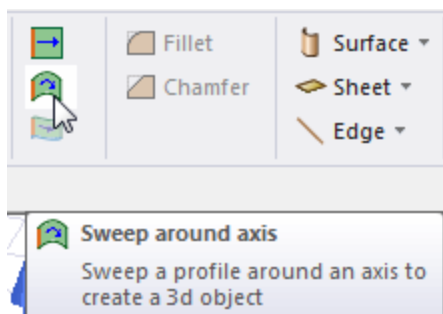 Fillet
Surface
Chamfer
Sheet
Edge
Sweep around axis
Sweep a profile around an axis to
create a 3d object